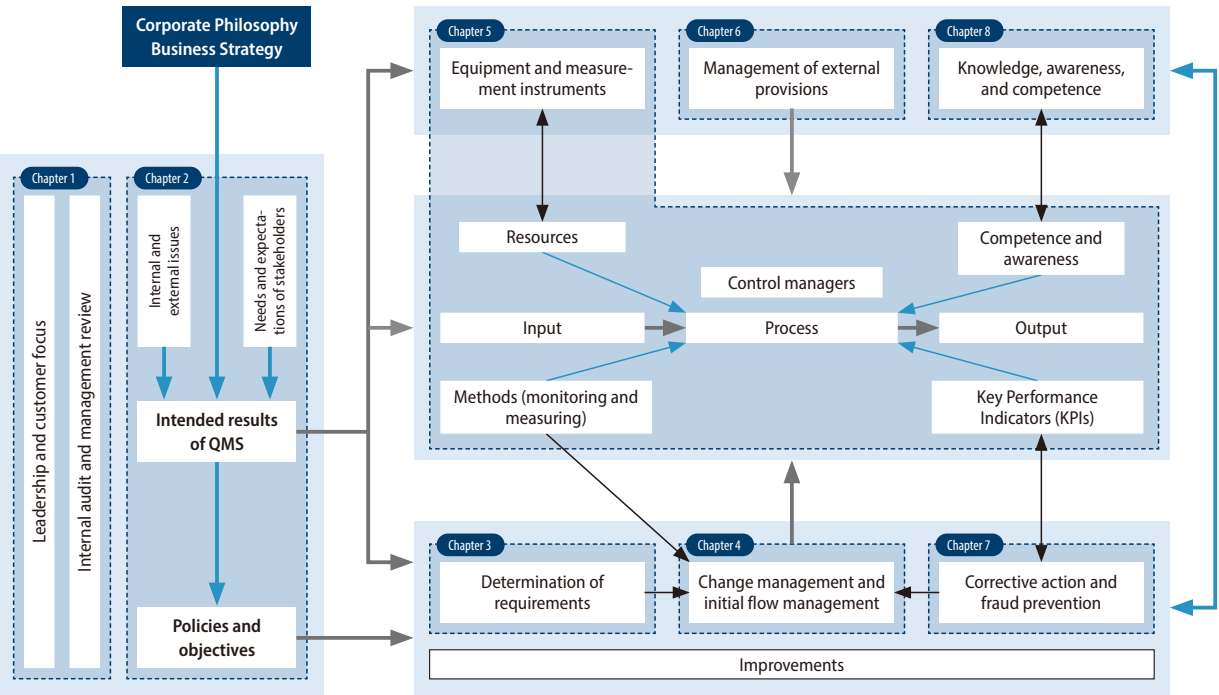 Corporate Philosophy
Business Strategy
Chapter 1
Leadership and customer focus
Internal audit and management review
Chapter 2
Internal and
external issues
Needs and expecta-
tions of stakeholders
Intended results
of QMS
Policies and
objectives
Chapter 5
Equipment and measure-
ment instruments
Chapter 6
Management of external
provisions
Chapter 8
Knowledge, awareness,
and competence
Resources
Competence and
awareness
Control managers
Input
Process
Output
Methods (monitoring and
measuring)
Key Performance
Indicators (KPIs)
Chapter 3
Determination of
requirements
Chapter 4
Change management and
initial flow management
Chapter 7
Corrective action and
fraud prevention
Improvements